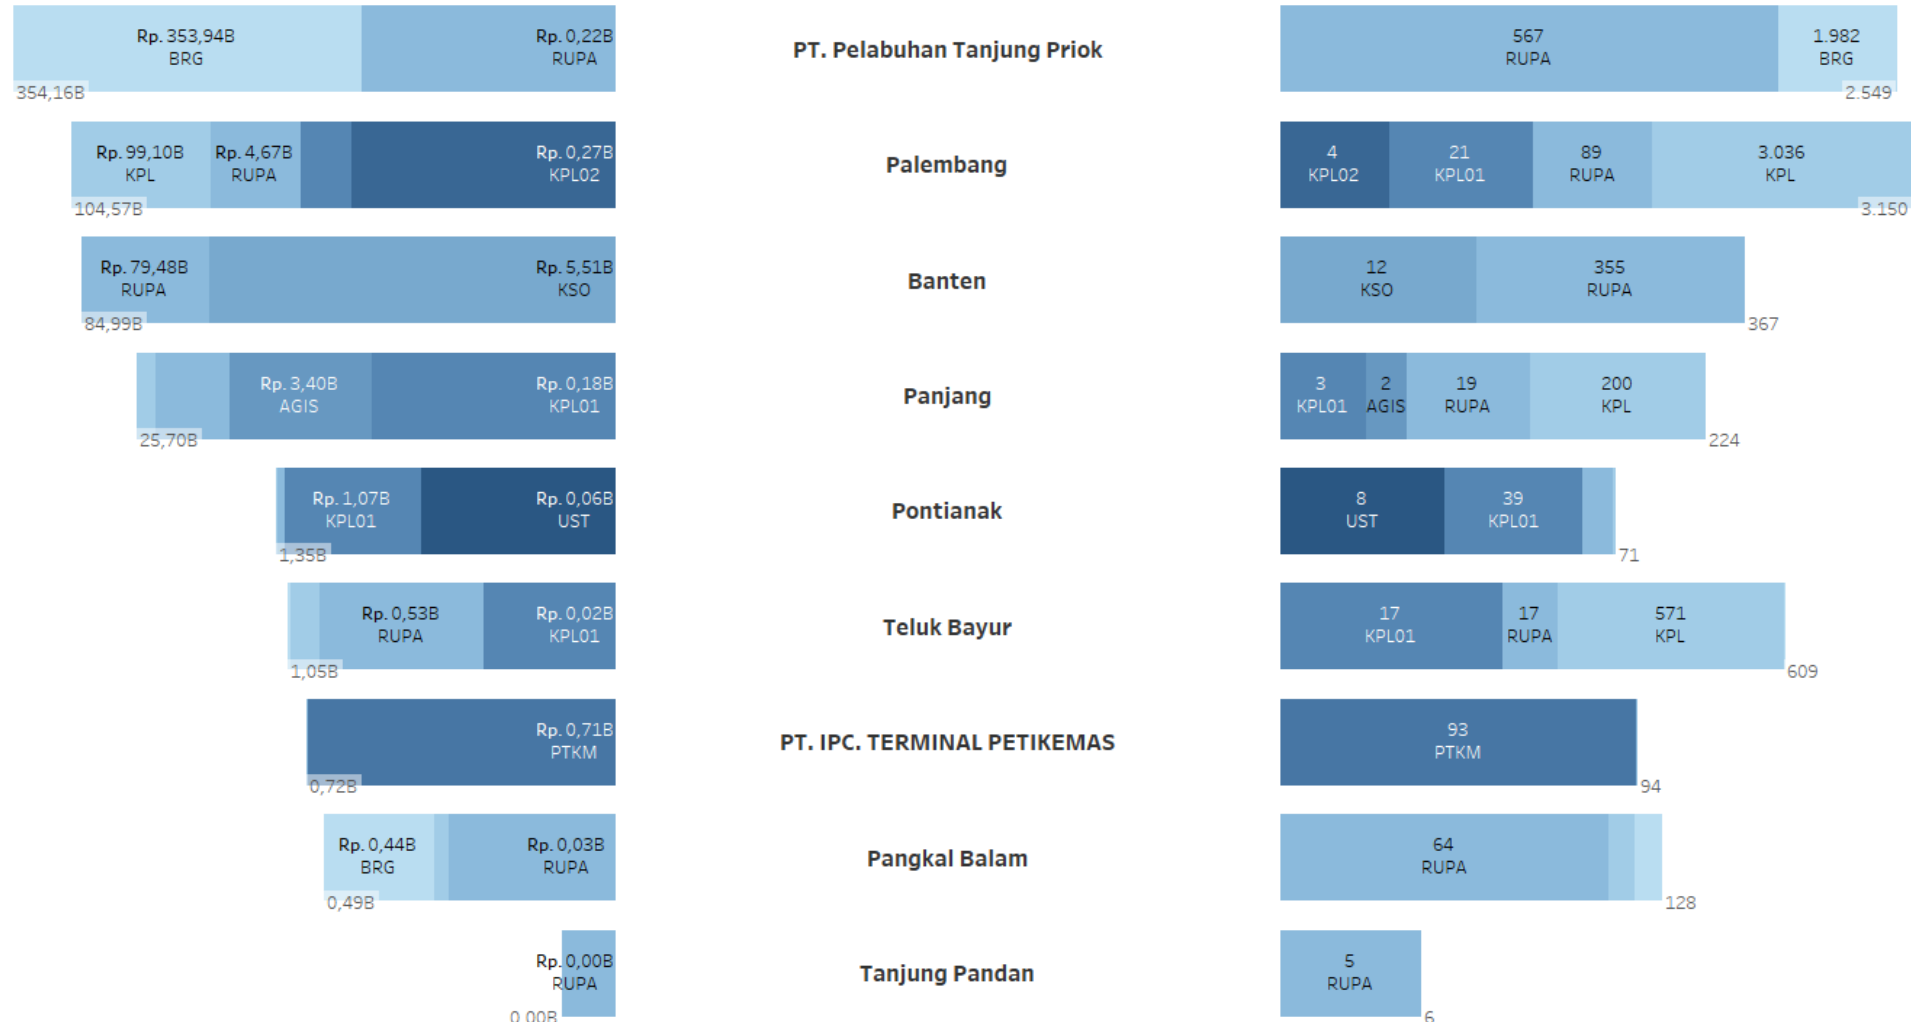 Rp. 353,94B
BRG
Rp. 0,22B
RUPA
354,16B
PT. Pelabuhan Tanjung Priok
567
RUPA
1.982
BRG
2.549
Rp. 99,10B
KPL
Rp. 4,67B
RUPA
Rp. 0,27B
KPL02
104,57B
Palembang
4
KPL02
21
KPL01
89
RUPA
3.036
KPL
3.150
Rp. 79,48B
RUPA
Rp. 5,51B
KSO
84,99B
Banten
12
KSO
355
RUPA
367
Rp. 3,40B
AGIS
Rp. 0,18B
KPL01
25,70B
Panjang
3
KPL01
2
AGIS
19
RUPA
200
KPL
224
Rp. 1,07B
KPL01
Rp. 0,06B
UST
1,35B
Pontianak
8
UST
39
KPL01
71
Rp. 0,53B
RUPA
Rp. 0,02B
KPL01
1,05B
Teluk Bayur
17
KPL01
17
RUPA
571
KPL
609
Rp. 0,71B
PTKM
0,72B
PT. IPC. TERMINAL PETIKEMAS
93
PTKM
94
Rp. 0,44B
BRG
Rp. 0,03B
RUPA
0,49B
Pangkal Balam
64
RUPA
128
Rp. 0,00B
RUPA
0,00B
Tanjung Pandan
5
RUPA
6